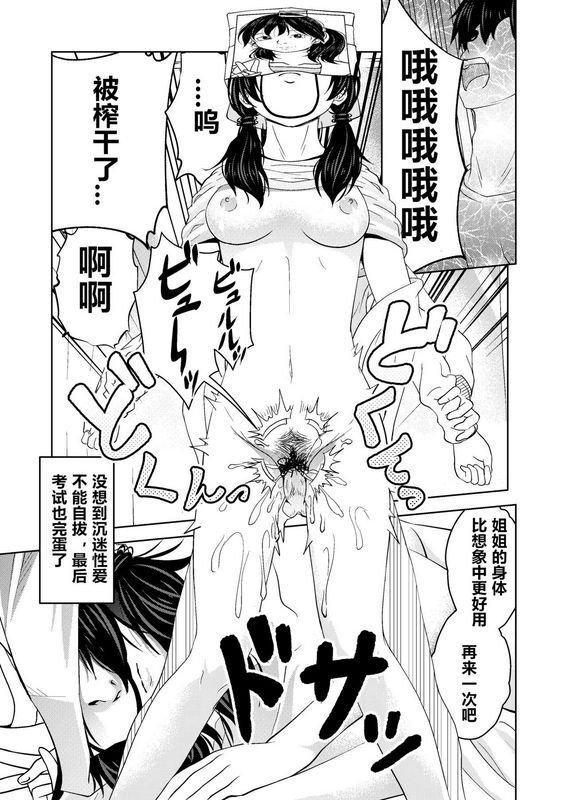 哦哦哦哦哦
…呜
被榨干了…
啊啊
ビュルル
ビューッ
どくん
どくんっ
没想到沉迷性爱
不能自拔，最后
考试也完蛋了
姐姐的身体
比想象中更好用
再来一次吧
ドサッ